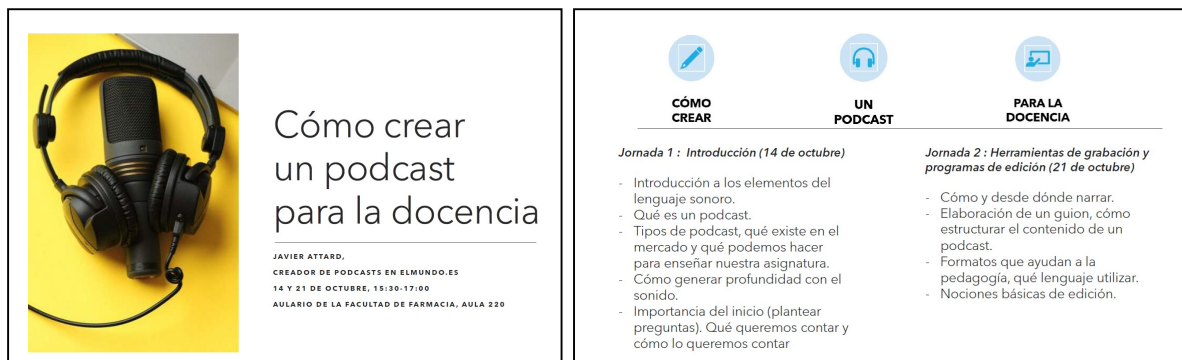 Cómo crear
un podcast
para la docencia
JAVIER ATTARD,
CREADOR DE PODCASTS EN ELMUNDO.ES
14 Y 21 DE OCTUBRE, 15:30-17:00
AULARIO DE LA FACULTAD DE FARMACIA, AULA 220
CÓMO
CREAR
UN
PODCAST
PARA LA
DOCENCIA
Jornada 1 : Introducción (14 de octubre)
- Introducción a los elementos del
lenguaje sonoro.
- Qué es un podcast.
- Tipos de podcast, qué existe en el
mercado y qué podemos hacer
para enseñar nuestra asignatura.
- Cómo generar profundidad con el
sonido.
- Importancia del inicio (plantear
preguntas). Qué queremos contar y
cómo lo queremos contar
Jornada 2 : Herramientas de grabación y
programas de edición (21 de octubre)
- Cómo y desde dónde narrar.
- Elaboración de un guion, cómo
estructurar el contenido de un
podcast.
- Formatos que ayudan a la
pedagogía, qué lenguaje utilizar.
- Nociones básicas de edición.